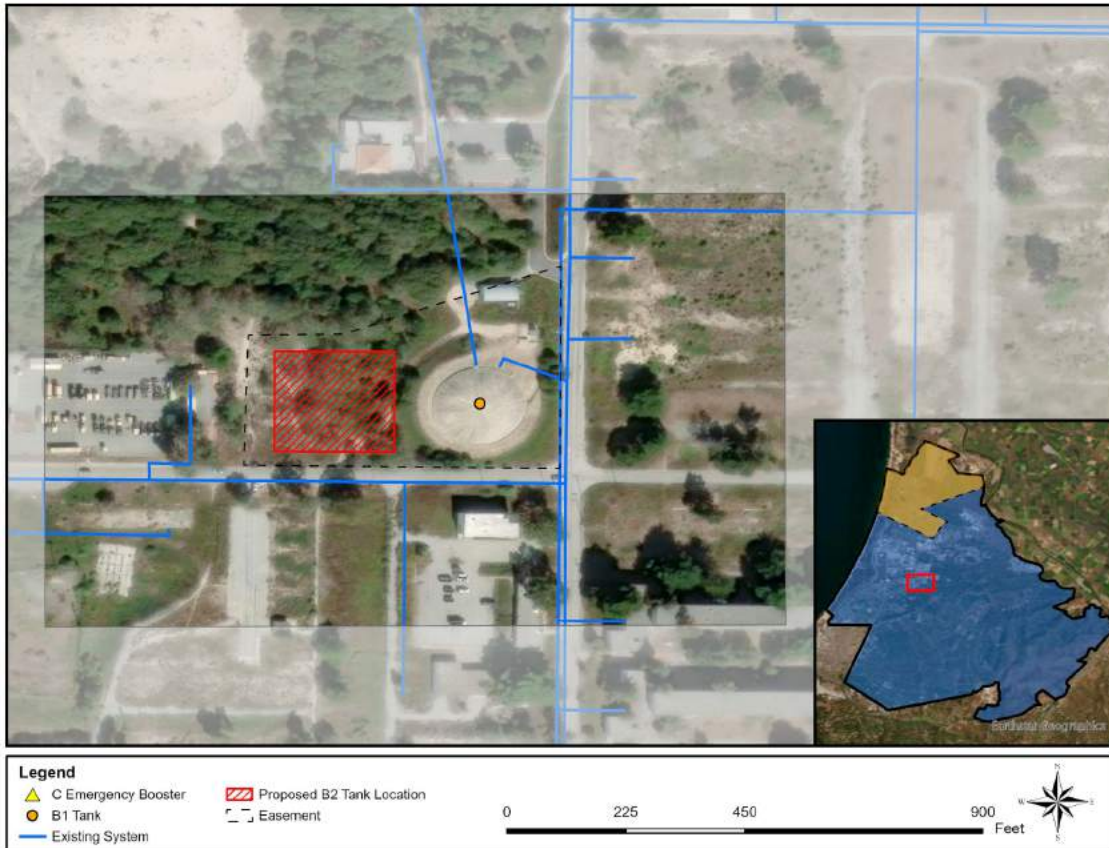 Legend
C Emergency Booster
B1 Tank
Existing System
Proposed B2 Tank Location
Easement
0 225 450 900
Feet
N
W E
S